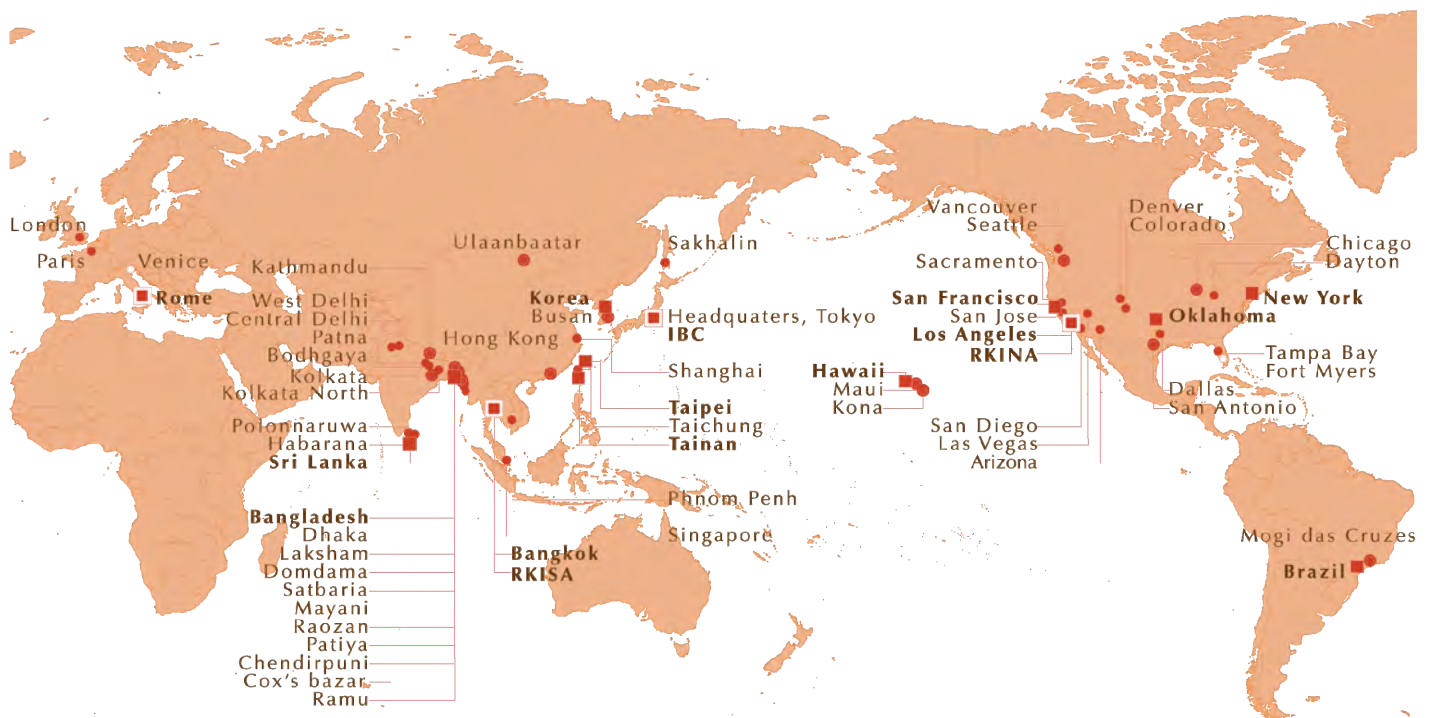 London
Paris
Venice
Rome
Ulaanbaatar
Sakhalin
Kathmandu
West Delhi
Central Delhi
Patna
Bodhgaya
Kolkata
Kolkata North
Korea
Busan
Hong Kong
Headquaters, Tokyo
IBC
Shanghai
Taipei
Taichung
Tainan
Polonnaruwa
Habarana
Sri Lanka
Phnom Penh
Singapore
Bangkok
RKISA
Bangladesh
Dhaka
Laksham
Domdama
Satbaria
Mayani
Raozan
Patiya
Chendirpuni
Cox's bazar
Ramu
Vancouver
Seattle
Sacramento
San Francisco
San Jose
Los Angeles
RKINA
Hawaii
Maui
Kona
San Diego
Las Vegas
Arizona
Denver
Colorado
Chicago
Dayton
New York
Oklahoma
Tampa Bay
Fort Myers
Dallas
San Antonio
Mogi das Cruzes
Brazil